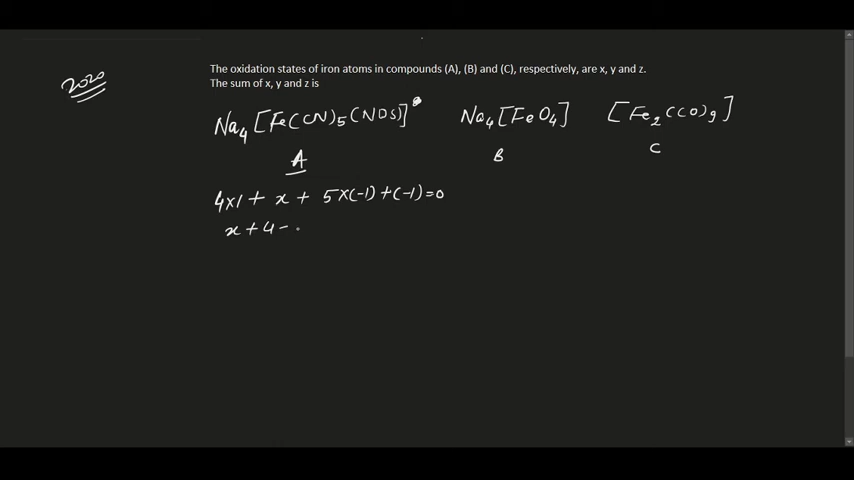 2020
The oxidation states of iron atoms in compounds (A), (B) and (C), respectively, are x, y and z.
The sum of x, y and z is
Na₄[Fe(CN)₅(NOS)] Na₄[FeO₄] [Fe₂(CO)₉]
A B C
4×1 + x + 5×(-1)+(-1)=0
x+4-